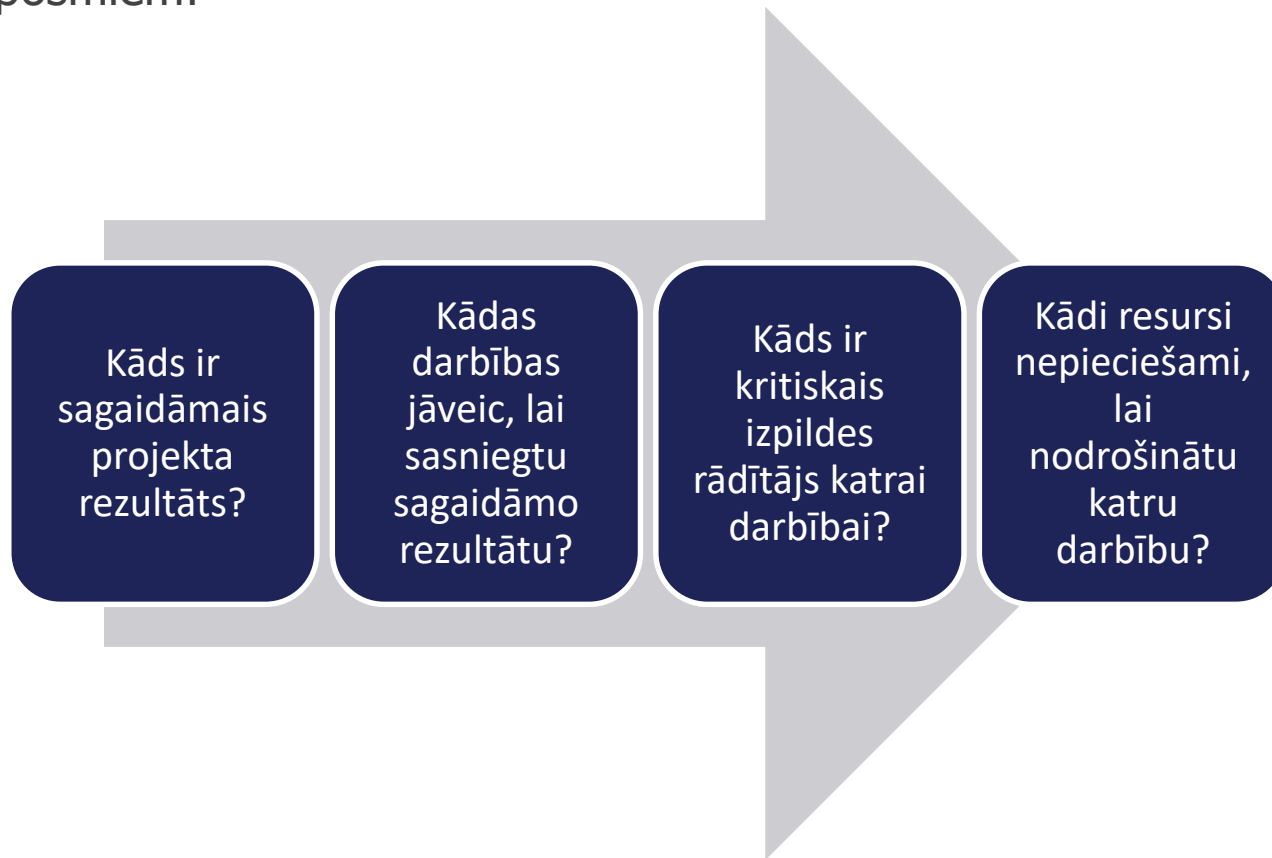 posmiem:
Kāds ir
sagaidāmais
projekta
rezultāts?
Kādas
darbības
jāveic, lai
sasniegtu
sagaidāmo
rezultātu?
Kāds ir
kritiskais
izpildes
rādītājs katrai
darbībai?
Kādi resursi
nepieciešami,
lai
nodrošinātu
katru
darbību?